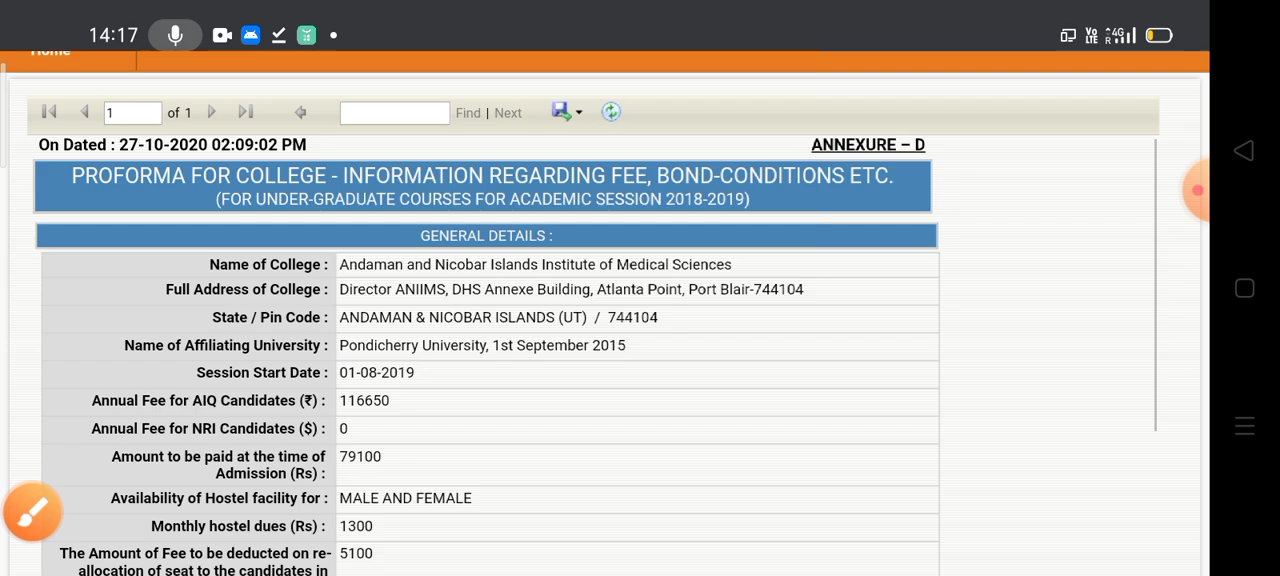 14:17
Vo LTE 4G R
Home
1 of 1 Find | Next
On Dated : 27-10-2020 02:09:02 PM
ANNEXURE – D
PROFORMA FOR COLLEGE - INFORMATION REGARDING FEE, BOND-CONDITIONS ETC.
(FOR UNDER-GRADUATE COURSES FOR ACADEMIC SESSION 2018-2019)
GENERAL DETAILS :
Name of College : Andaman and Nicobar Islands Institute of Medical Sciences
Full Address of College : Director ANIIMS, DHS Annexe Building, Atlanta Point, Port Blair-744104
State / Pin Code : ANDAMAN & NICOBAR ISLANDS (UT) / 744104
Name of Affiliating University : Pondicherry University, 1st September 2015
Session Start Date : 01-08-2019
Annual Fee for AIQ Candidates (₹) : 116650
Annual Fee for NRI Candidates ($) : 0
Amount to be paid at the time of
Admission (Rs) : 79100
Availability of Hostel facility for : MALE AND FEMALE
Monthly hostel dues (Rs) : 1300
The Amount of Fee to be deducted on re- 5100
allocation of seat to the candidates in